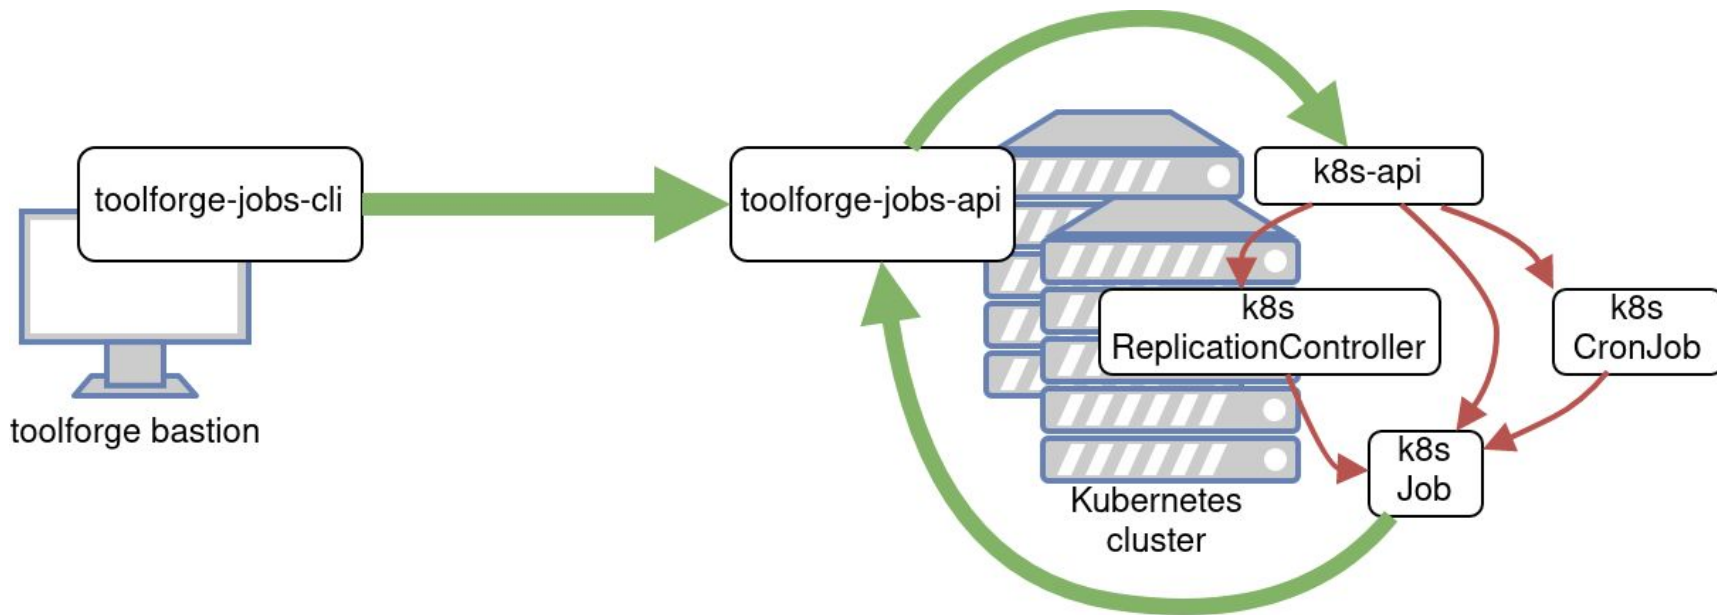 toolforge-jobs-cli
toolforge bastion
toolforge-jobs-api
k8s-api
k8s
ReplicationController
k8s
CronJob
k8s
Job
Kubernetes
cluster